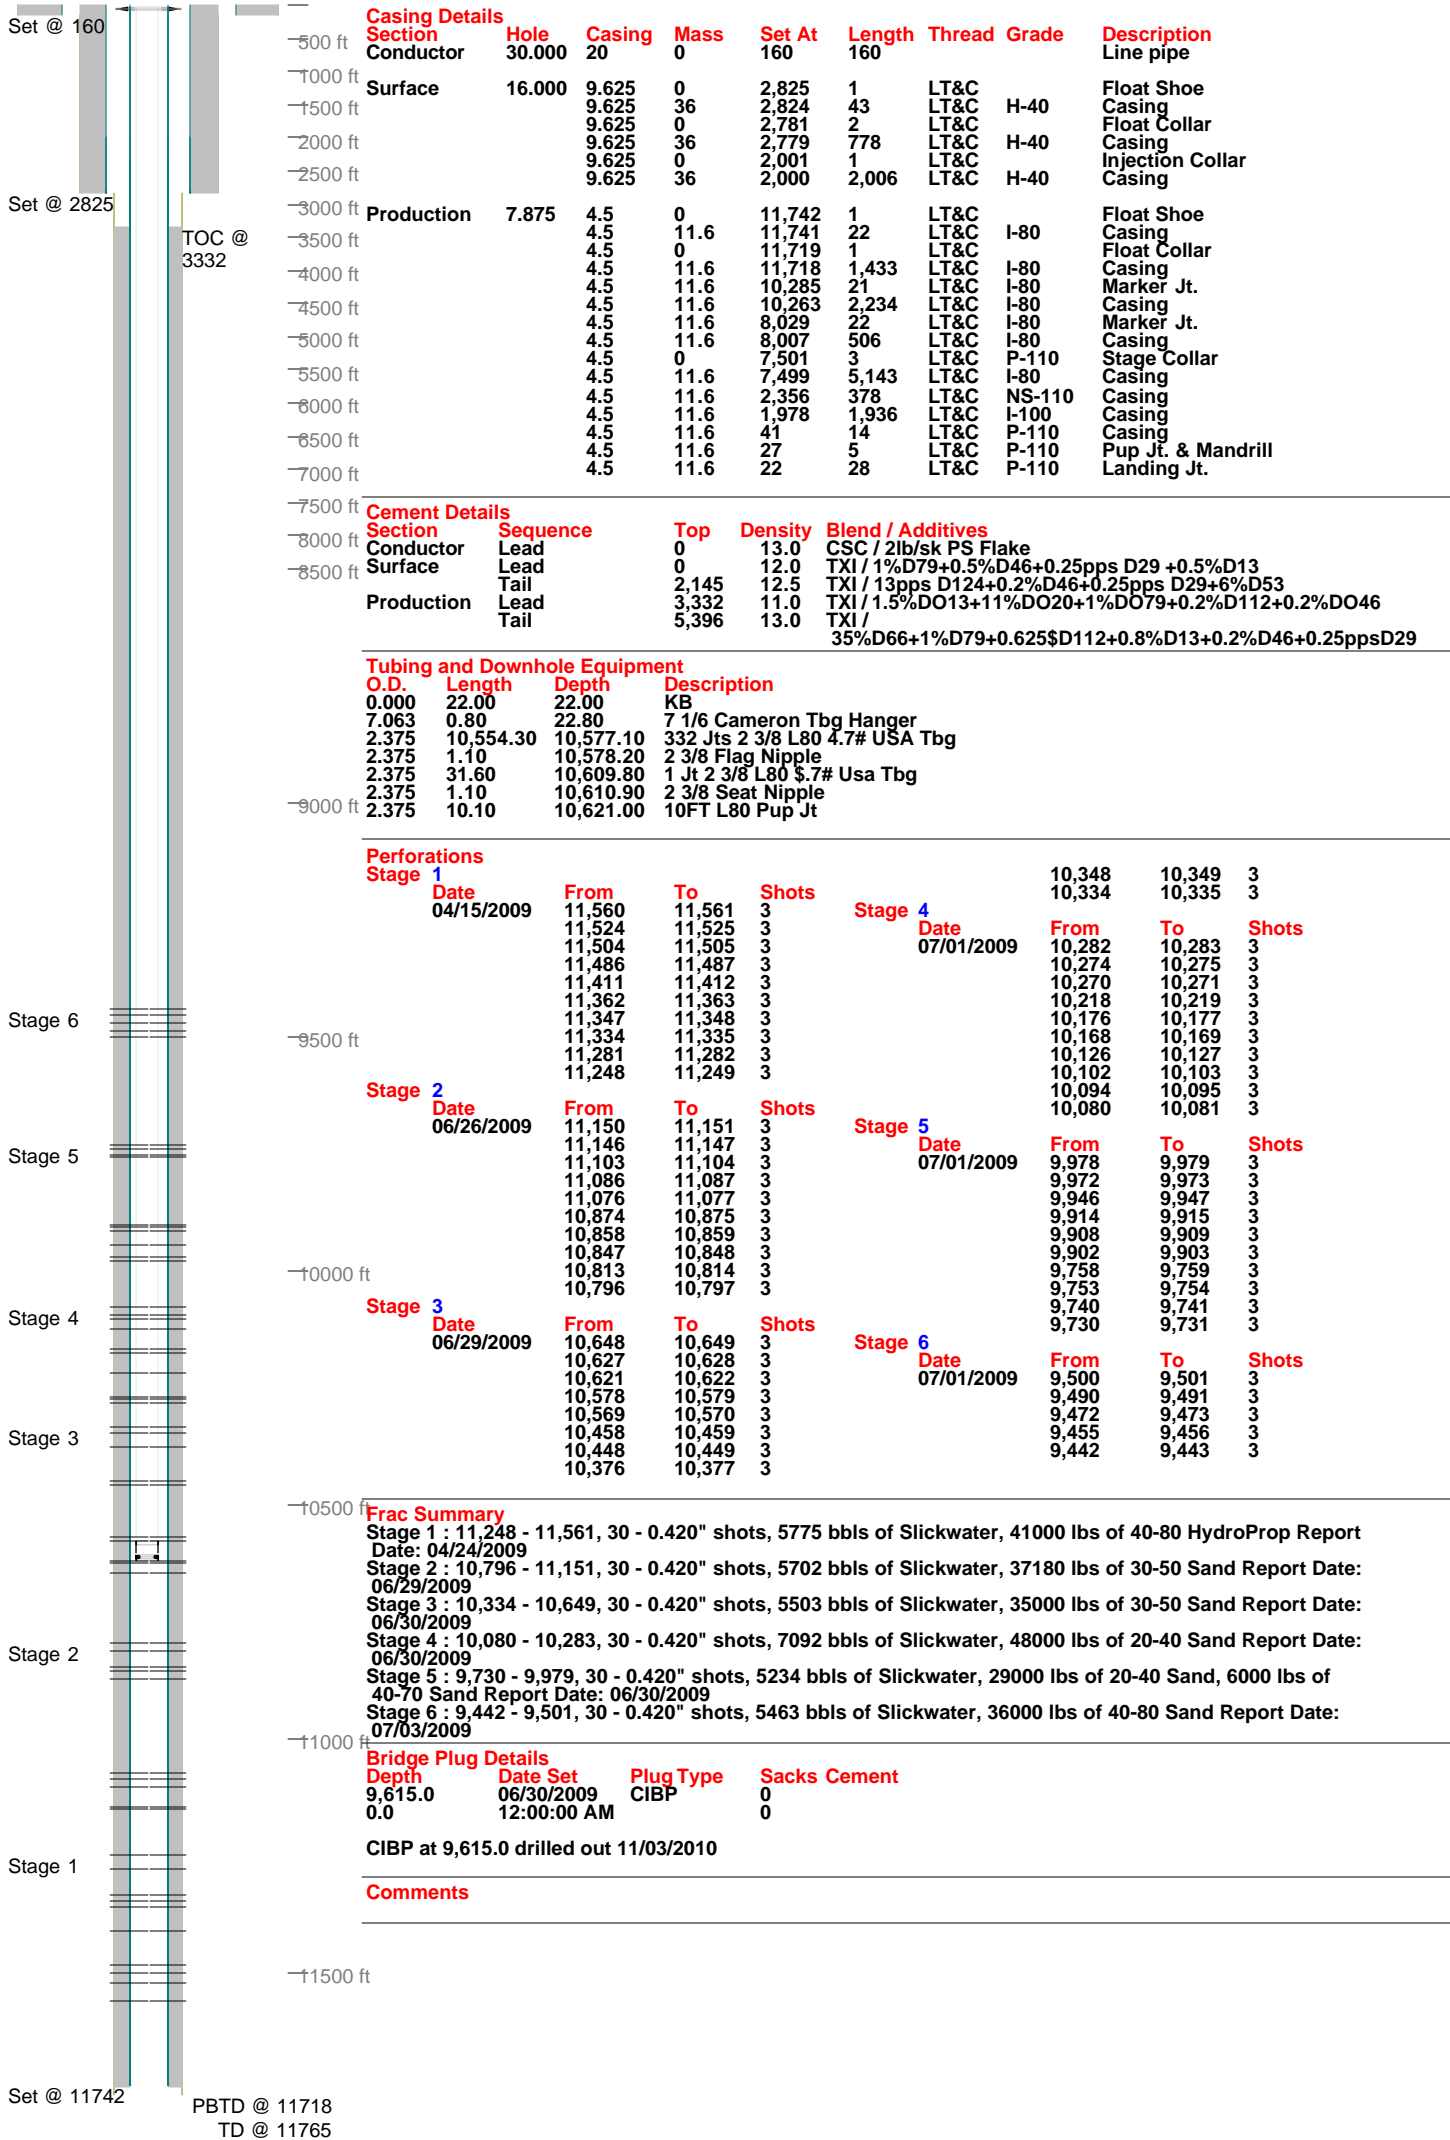 Set @ 160
Set @ 2825
TOC @
3332
Stage 6
Stage 5
Stage 4
Stage 3
Stage 2
Stage 1
Set @ 11742
PBTD @ 11718
TD @ 11765
500 ft
1000 ft
1500 ft
2000 ft
2500 ft
3000 ft
3500 ft
4000 ft
4500 ft
5000 ft
5500 ft
6000 ft
6500 ft
7000 ft
7500 ft
8000 ft
8500 ft
9000 ft
9500 ft
10000 ft
10500 ft
11000 ft
11500 ft
Casing Details
Section Hole Casing Mass Set At Length Thread Grade Description
Conductor 30.000 20 0 160 160 Line pipe
Surface 16.000 9.625 0 2,825 1 LT&C Float Shoe
9.625 36 2,824 43 LT&C H-40 Casing
9.625 0 2,781 2 LT&C Float Collar
9.625 36 2,779 778 LT&C H-40 Casing
9.625 0 2,001 1 LT&C Injection Collar
9.625 36 2,000 2,006 LT&C H-40 Casing
Production 7.875 4.5 0 11,742 1 LT&C Float Shoe
4.5 11.6 11,741 22 LT&C I-80 Casing
4.5 0 11,719 1 LT&C Float Collar
4.5 11.6 11,718 1,433 LT&C I-80 Casing
4.5 11.6 10,285 21 LT&C I-80 Marker Jt.
4.5 11.6 10,263 2,234 LT&C I-80 Casing
4.5 11.6 8,029 22 LT&C I-80 Marker Jt.
4.5 11.6 8,007 506 LT&C I-80 Casing
4.5 0 7,501 3 LT&C P-110 Stage Collar
4.5 11.6 7,499 5,143 LT&C I-80 Casing
4.5 11.6 2,356 378 LT&C NS-110 Casing
4.5 11.6 1,978 1,936 LT&C I-100 Casing
4.5 11.6 41 14 LT&C P-110 Casing
4.5 11.6 27 5 LT&C P-110 Pup Jt. & Mandrill
4.5 11.6 22 28 LT&C P-110 Landing Jt.
Cement Details
Section Sequence Top Density Blend / Additives
Conductor Lead 0 13.0 CSC / 2lb/sk PS Flake
Surface Lead 0 12.0 TXI / 1%D79+0.5%D46+0.25pps D29 +0.5%D13
Tail 2,145 12.5 TXI / 13pps D124+0.2%D46+0.25pps D29+6%D53
Production Lead 3,332 11.0 TXI / 1.5%DO13+11%DO20+1%DO79+0.2%D112+0.2%DO46
Tail 5,396 13.0 TXI /
35%D66+1%D79+0.625$D112+0.8%D13+0.2%D46+0.25ppsD29
Tubing and Downhole Equipment
O.D. Length Depth Description
0.000 22.00 22.00 KB
7.063 0.80 22.80 7 1/6 Cameron Tbg Hanger
2.375 10,554.30 10,577.10 332 Jts 2 3/8 L80 4.7# USA Tbg
2.375 1.10 10,578.20 2 3/8 Flag Nipple
2.375 31.60 10,609.80 1 Jt 2 3/8 L80 $.7# Usa Tbg
2.375 1.10 10,610.90 2 3/8 Seat Nipple
2.375 10.10 10,621.00 10FT L80 Pup Jt
Perforations
Stage 1
Date From To Shots
04/15/2009 11,560 11,561 3
11,524 11,525 3
11,504 11,505 3
11,486 11,487 3
11,411 11,412 3
11,362 11,363 3
11,347 11,348 3
11,334 11,335 3
11,281 11,282 3
11,248 11,249 3
Stage 2
Date From To Shots
06/26/2009 11,150 11,151 3
11,146 11,147 3
11,103 11,104 3
11,086 11,087 3
11,076 11,077 3
10,874 10,875 3
10,858 10,859 3
10,847 10,848 3
10,813 10,814 3
10,796 10,797 3
Stage 3
Date From To Shots
06/29/2009 10,648 10,649 3
10,627 10,628 3
10,621 10,622 3
10,578 10,579 3
10,569 10,570 3
10,458 10,459 3
10,448 10,449 3
10,376 10,377 3
10,348 10,349 3
10,334 10,335 3
Stage 4
Date From To Shots
07/01/2009 10,282 10,283 3
10,274 10,275 3
10,270 10,271 3
10,218 10,219 3
10,176 10,177 3
10,168 10,169 3
10,126 10,127 3
10,102 10,103 3
10,094 10,095 3
10,080 10,081 3
Stage 5
Date From To Shots
07/01/2009 9,978 9,979 3
9,972 9,973 3
9,946 9,947 3
9,914 9,915 3
9,908 9,909 3
9,902 9,903 3
9,758 9,759 3
9,753 9,754 3
9,740 9,741 3
9,730 9,731 3
Stage 6
Date From To Shots
07/01/2009 9,500 9,501 3
9,490 9,491 3
9,472 9,473 3
9,455 9,456 3
9,442 9,443 3
Frac Summary
Stage 1 : 11,248 - 11,561, 30 - 0.420" shots, 5775 bbls of Slickwater, 41000 lbs of 40-80 HydroProp Report
Date: 04/24/2009
Stage 2 : 10,796 - 11,151, 30 - 0.420" shots, 5702 bbls of Slickwater, 37180 lbs of 30-50 Sand Report Date:
06/29/2009
Stage 3 : 10,334 - 10,649, 30 - 0.420" shots, 5503 bbls of Slickwater, 35000 lbs of 30-50 Sand Report Date:
06/30/2009
Stage 4 : 10,080 - 10,283, 30 - 0.420" shots, 7092 bbls of Slickwater, 48000 lbs of 20-40 Sand Report Date:
06/30/2009
Stage 5 : 9,730 - 9,979, 30 - 0.420" shots, 5234 bbls of Slickwater, 29000 lbs of 20-40 Sand, 6000 lbs of
40-70 Sand Report Date: 06/30/2009
Stage 6 : 9,442 - 9,501, 30 - 0.420" shots, 5463 bbls of Slickwater, 36000 lbs of 40-80 Sand Report Date:
07/03/2009
Bridge Plug Details
Depth Date Set Plug Type Sacks Cement
9,615.0 06/30/2009 CIBP 0
0.0 12:00:00 AM 0
CIBP at 9,615.0 drilled out 11/03/2010
Comments